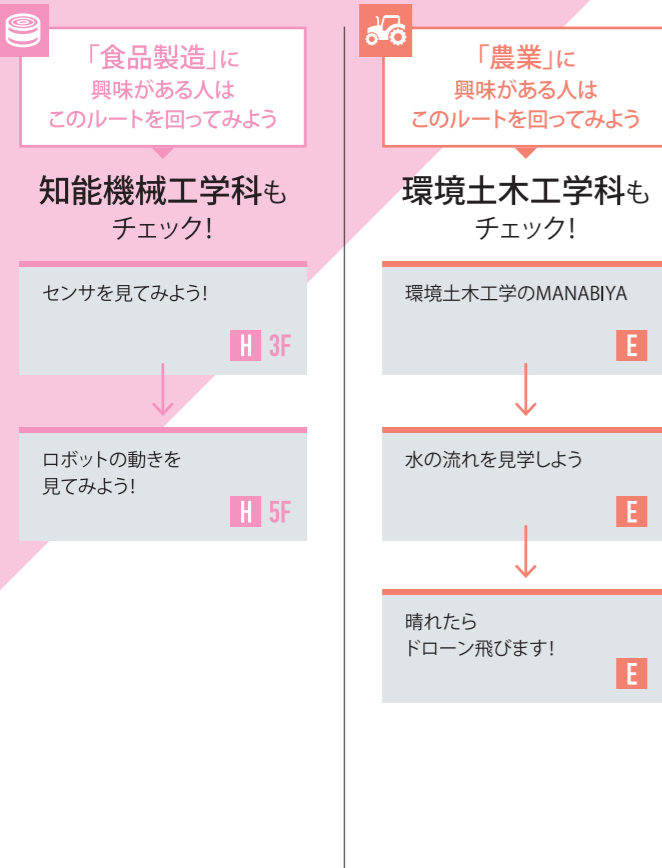 「食品製造」に
興味がある人は
このルートを回ってみよう
知能機械工学科も
チェック!
センサを見てみよう!
H 3F
ロボットの動きを
見てみよう!
H 5F
「農業」に
興味がある人は
このルートを回ってみよう
環境土木工学科も
チェック!
環境土木工学のMANABIYA
E
水の流れを見学しよう
E
晴れたら
ドローン飛びます!
E